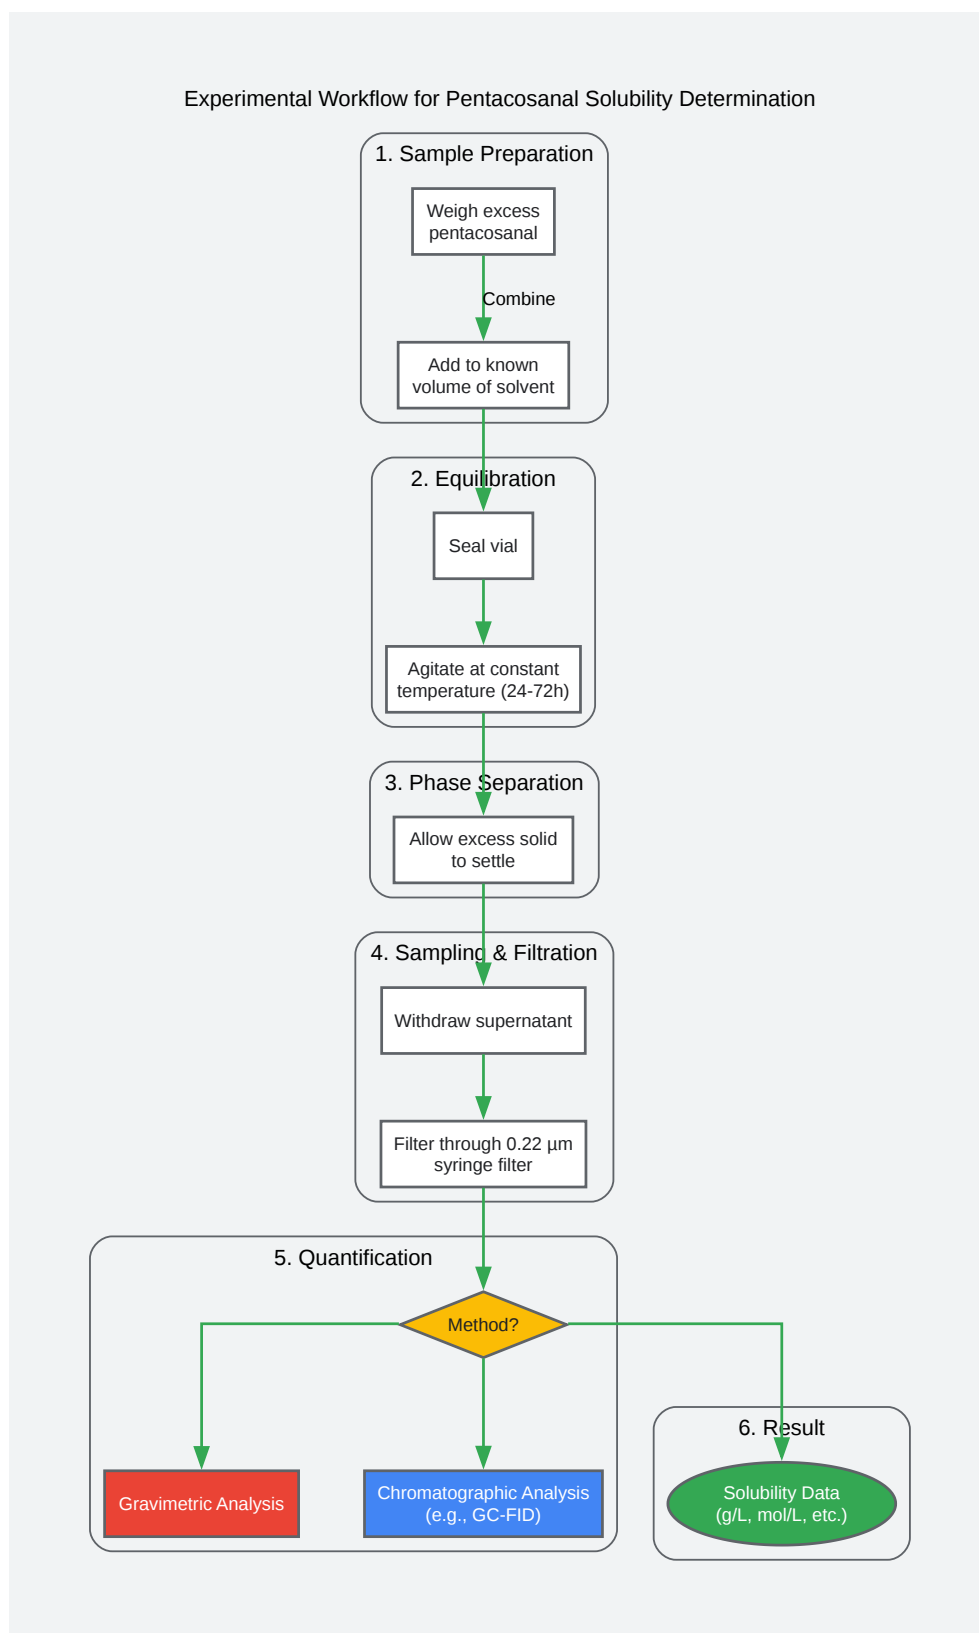 Experimental Workflow for Pentacosanal Solubility Determination
1. Sample Preparation
Weigh excess
pentacosanal
Combine
Add to known
volume of solvent
2. Equilibration
Seal vial
Agitate at constant
temperature (24-72h)
3. Phase Separation
Allow excess solid
to settle
4. Sampling & Filtration
Withdraw supernatant
Filter through 0.22 µm
syringe filter
5. Quantification
Method?
Gravimetric Analysis
Chromatographic Analysis
(e.g., GC-FID)
6. Result
Solubility Data
(g/L, mol/L, etc.)